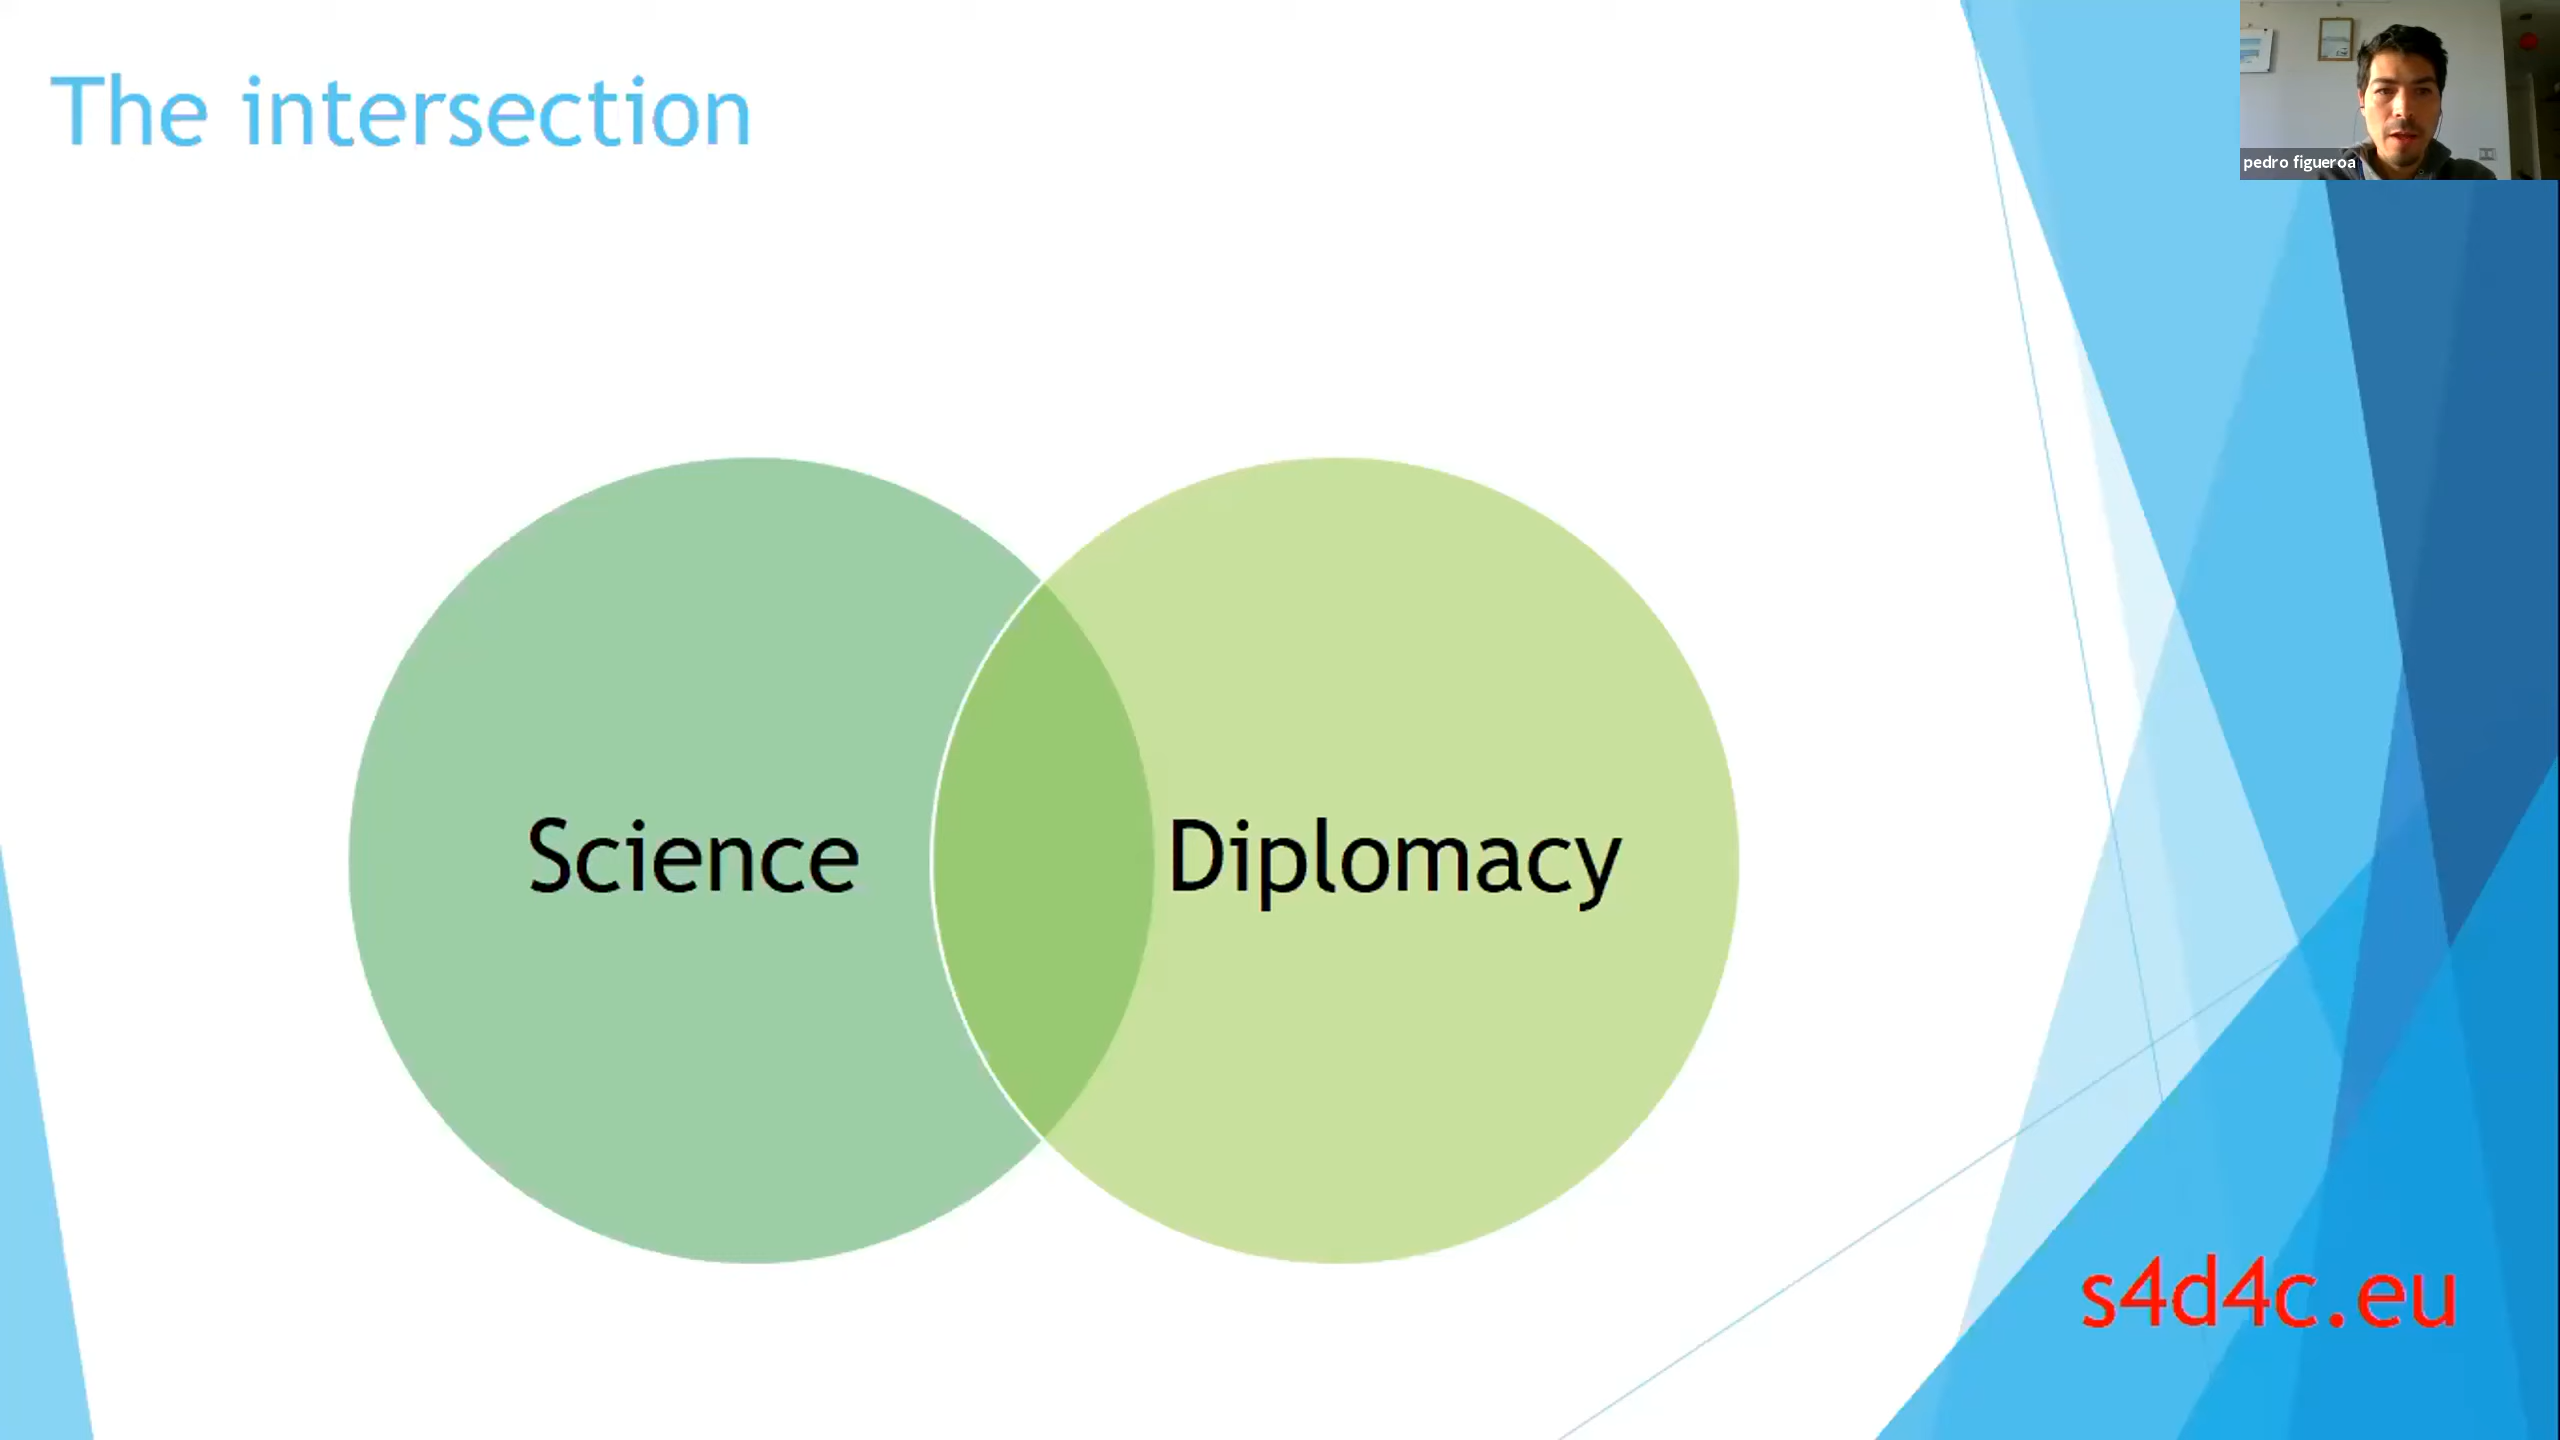 The intersection
pedro figueroa
Science
Diplomacy
s4d4c.eu